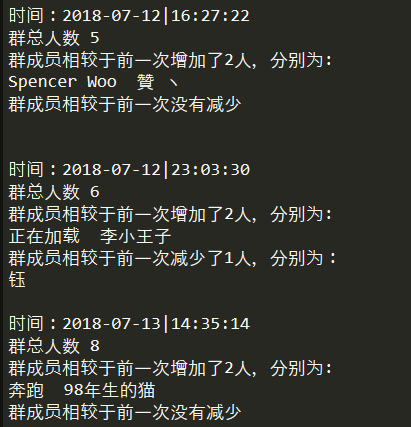 时间：2018-07-12|16:27:22
群总人数 5
群成员相较于前一次增加了2人，分别为:
Spencer Woo  贊 ヽ
群成员相较于前一次没有减少
时间：2018-07-12|23:03:30
群总人数 6
群成员相较于前一次增加了2人，分别为:
正在加载  李小王子
群成员相较于前一次减少了1人，分别为：
钰
时间：2018-07-13|14:35:14
群总人数 8
群成员相较于前一次增加了2人，分别为:
奔跑  98年生的猫
群成员相较于前一次没有减少